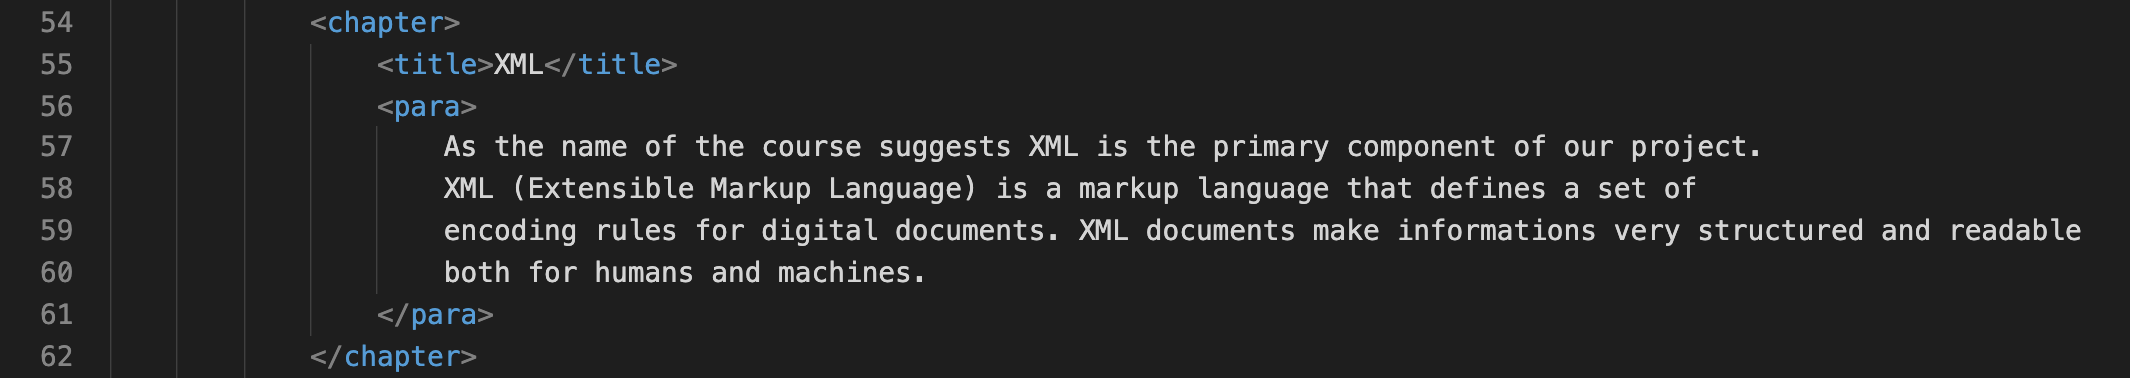 54 <chapter>
55 <title>XML</title>
56 <para>
57 As the name of the course suggests XML is the primary component of our project.
58 XML (Extensible Markup Language) is a markup language that defines a set of
59 encoding rules for digital documents. XML documents make informations very structured and readable
60 both for humans and machines.
61 </para>
62 </chapter>